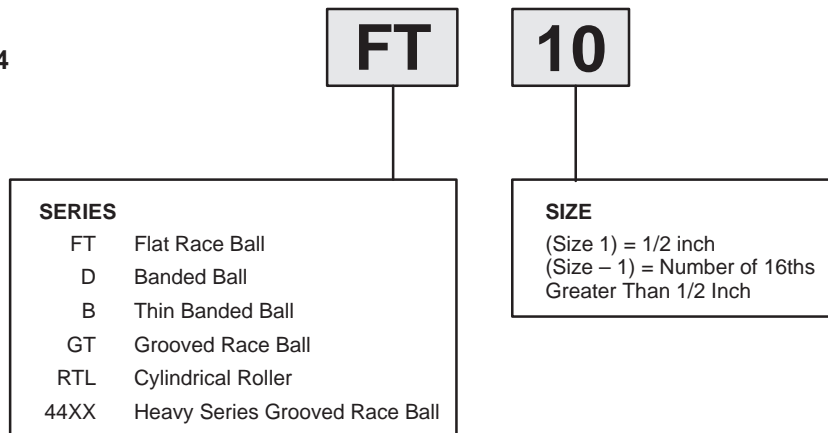 4
FT 10
SERIES
FT Flat Race Ball
D Banded Ball
B Thin Banded Ball
GT Grooved Race Ball
RTL Cylindrical Roller
44XX Heavy Series Grooved Race Ball
SIZE
(Size 1) = 1/2 inch
(Size – 1) = Number of 16ths
Greater Than 1/2 Inch